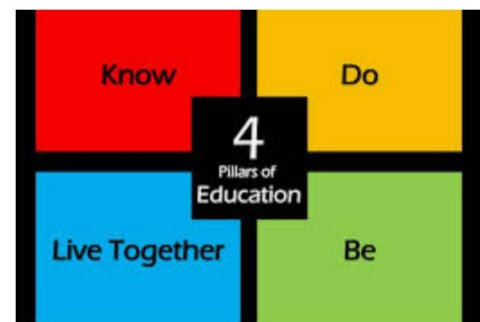 Know
Do
4
Pillars of
Education
Live Together
Be